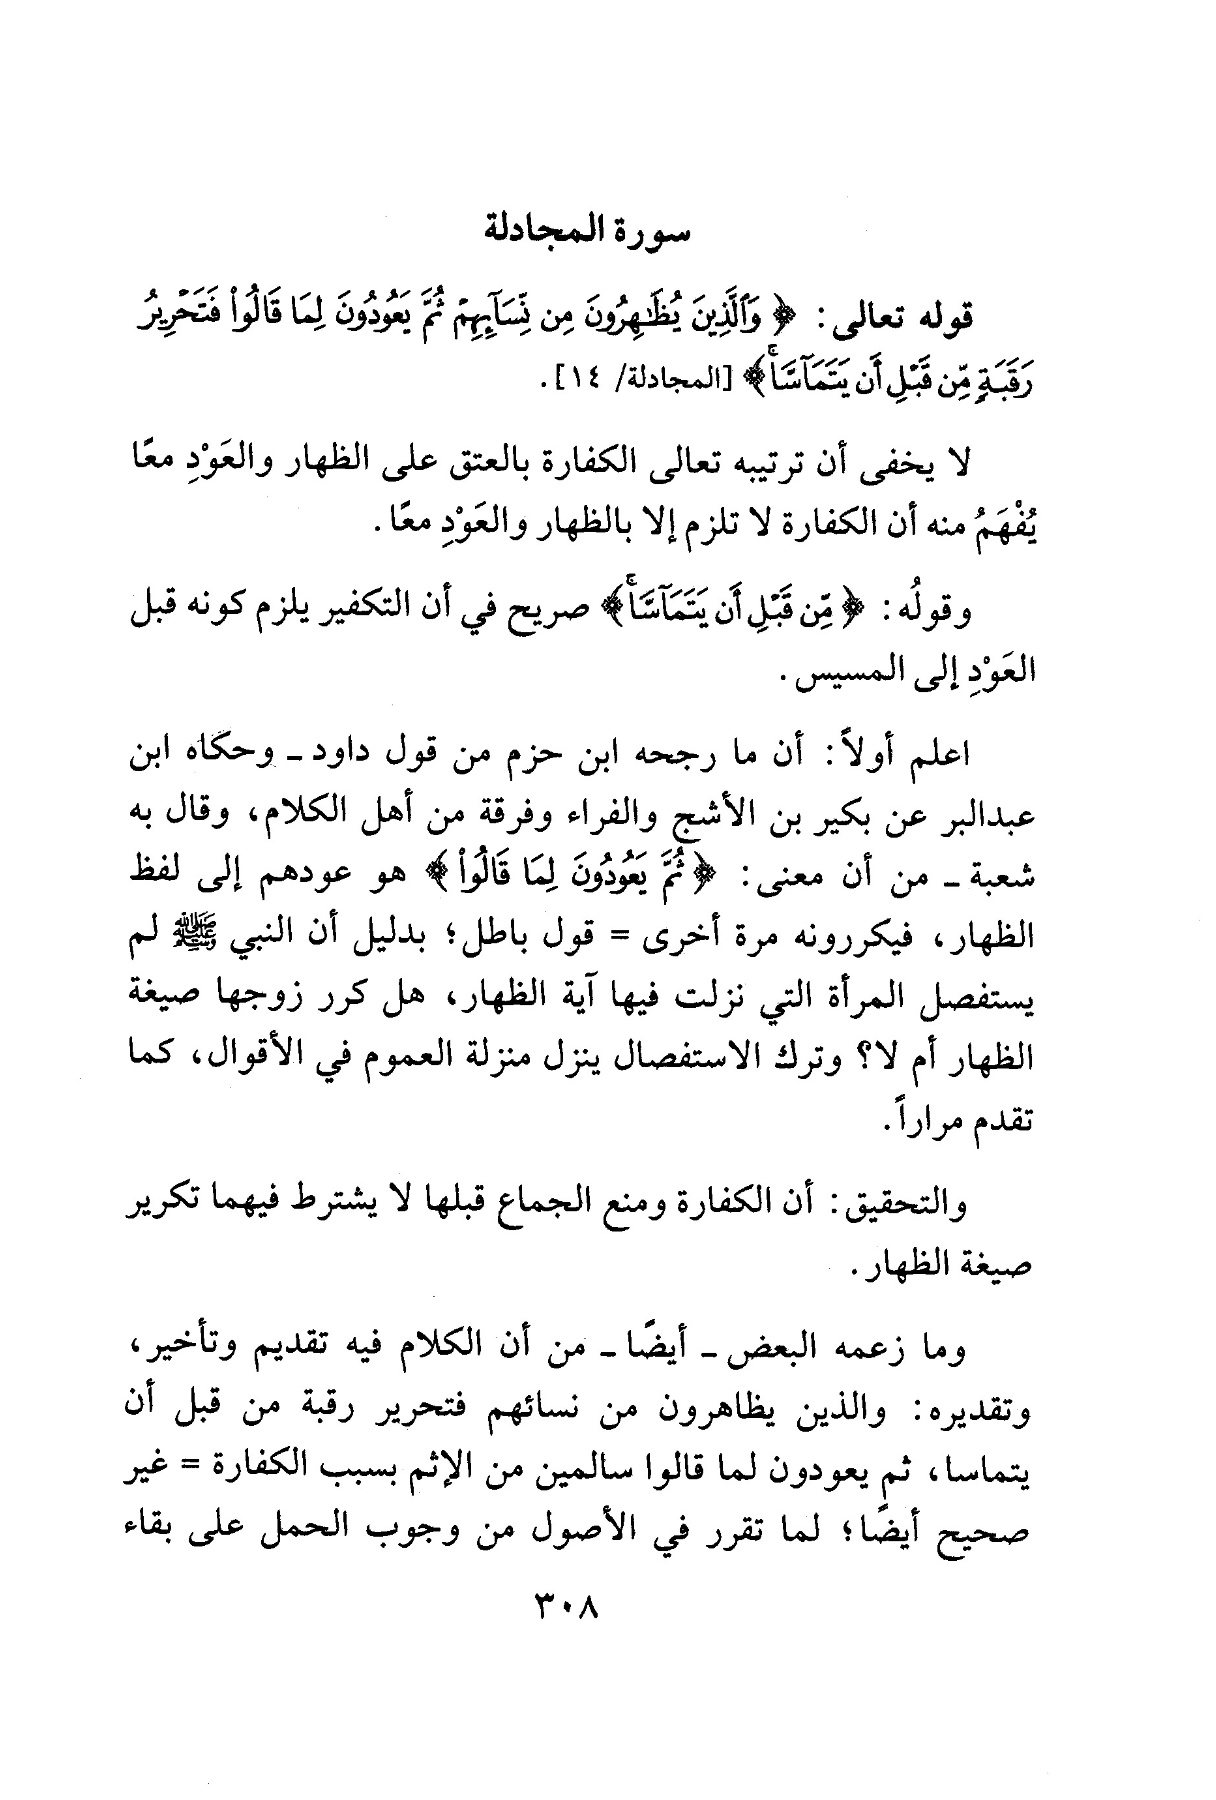 سورة المجادلة
قوله تعالى: ﴿ وَٱلَّذِينَ يُظَٰهِرُونَ مِن نِّسَآئِهِمۡ ثُمَّ يَعُودُونَ لِمَا قَالُواْ فَتَحۡرِيرُ
رَقَبَةٖ مِّن قَبۡلِ أَن يَتَمَآسَّاۚ﴾ [المجادلة/ ١٤].
لا يخفى أن ترتيبه تعالى الكفارة بالعتق على الظهار والعَوْدِ معًا
يُفْهَمُ منه أن الكفارة لا تلزم إلا بالظهار والعَوْدِ معًا.
وقولُه: ﴿ مِّن قَبۡلِ أَن يَتَمَآسَّاۚ﴾ صريح في أن التكفير يلزم كونه قبل
العَوْدِ إلى المسيس.
اعلم أولاً: أن ما رجحه ابن حزم من قول داود ـ وحكاه ابن
عبدالبر عن بكير بن الأشج والفراء وفرقة من أهل الكلام، وقال به
شعبة ـ من أن معنى: ﴿ ثُمَّ يَعُودُونَ لِمَا قَالُواْ ﴾ هو عودهم إلى لفظ
الظهار، فيكررونه مرة أخرى = قول باطل؛ بدليل أن النبي ﷺ لم
يستفصل المرأة التي نزلت فيها آية الظهار، هل كرر زوجها صيغة
الظهار أم لا؟ وترك الاستفصال ينزل منزلة العموم في الأقوال، كما
تقدم مراراً.
والتحقيق: أن الكفارة ومنع الجماع قبلها لا يشترط فيهما تكرير
صيغة الظهار.
وما زعمه البعض ـ أيضًا ـ من أن الكلام فيه تقديم وتأخير،
وتقديره: والذين يظاهرون من نسائهم فتحرير رقبة من قبل أن
يتماسا، ثم يعودون لما قالوا سالمين من الإثم بسبب الكفارة = غير
صحيح أيضًا؛ لما تقرر في الأصول من وجوب الحمل على بقاء
٣٠٨